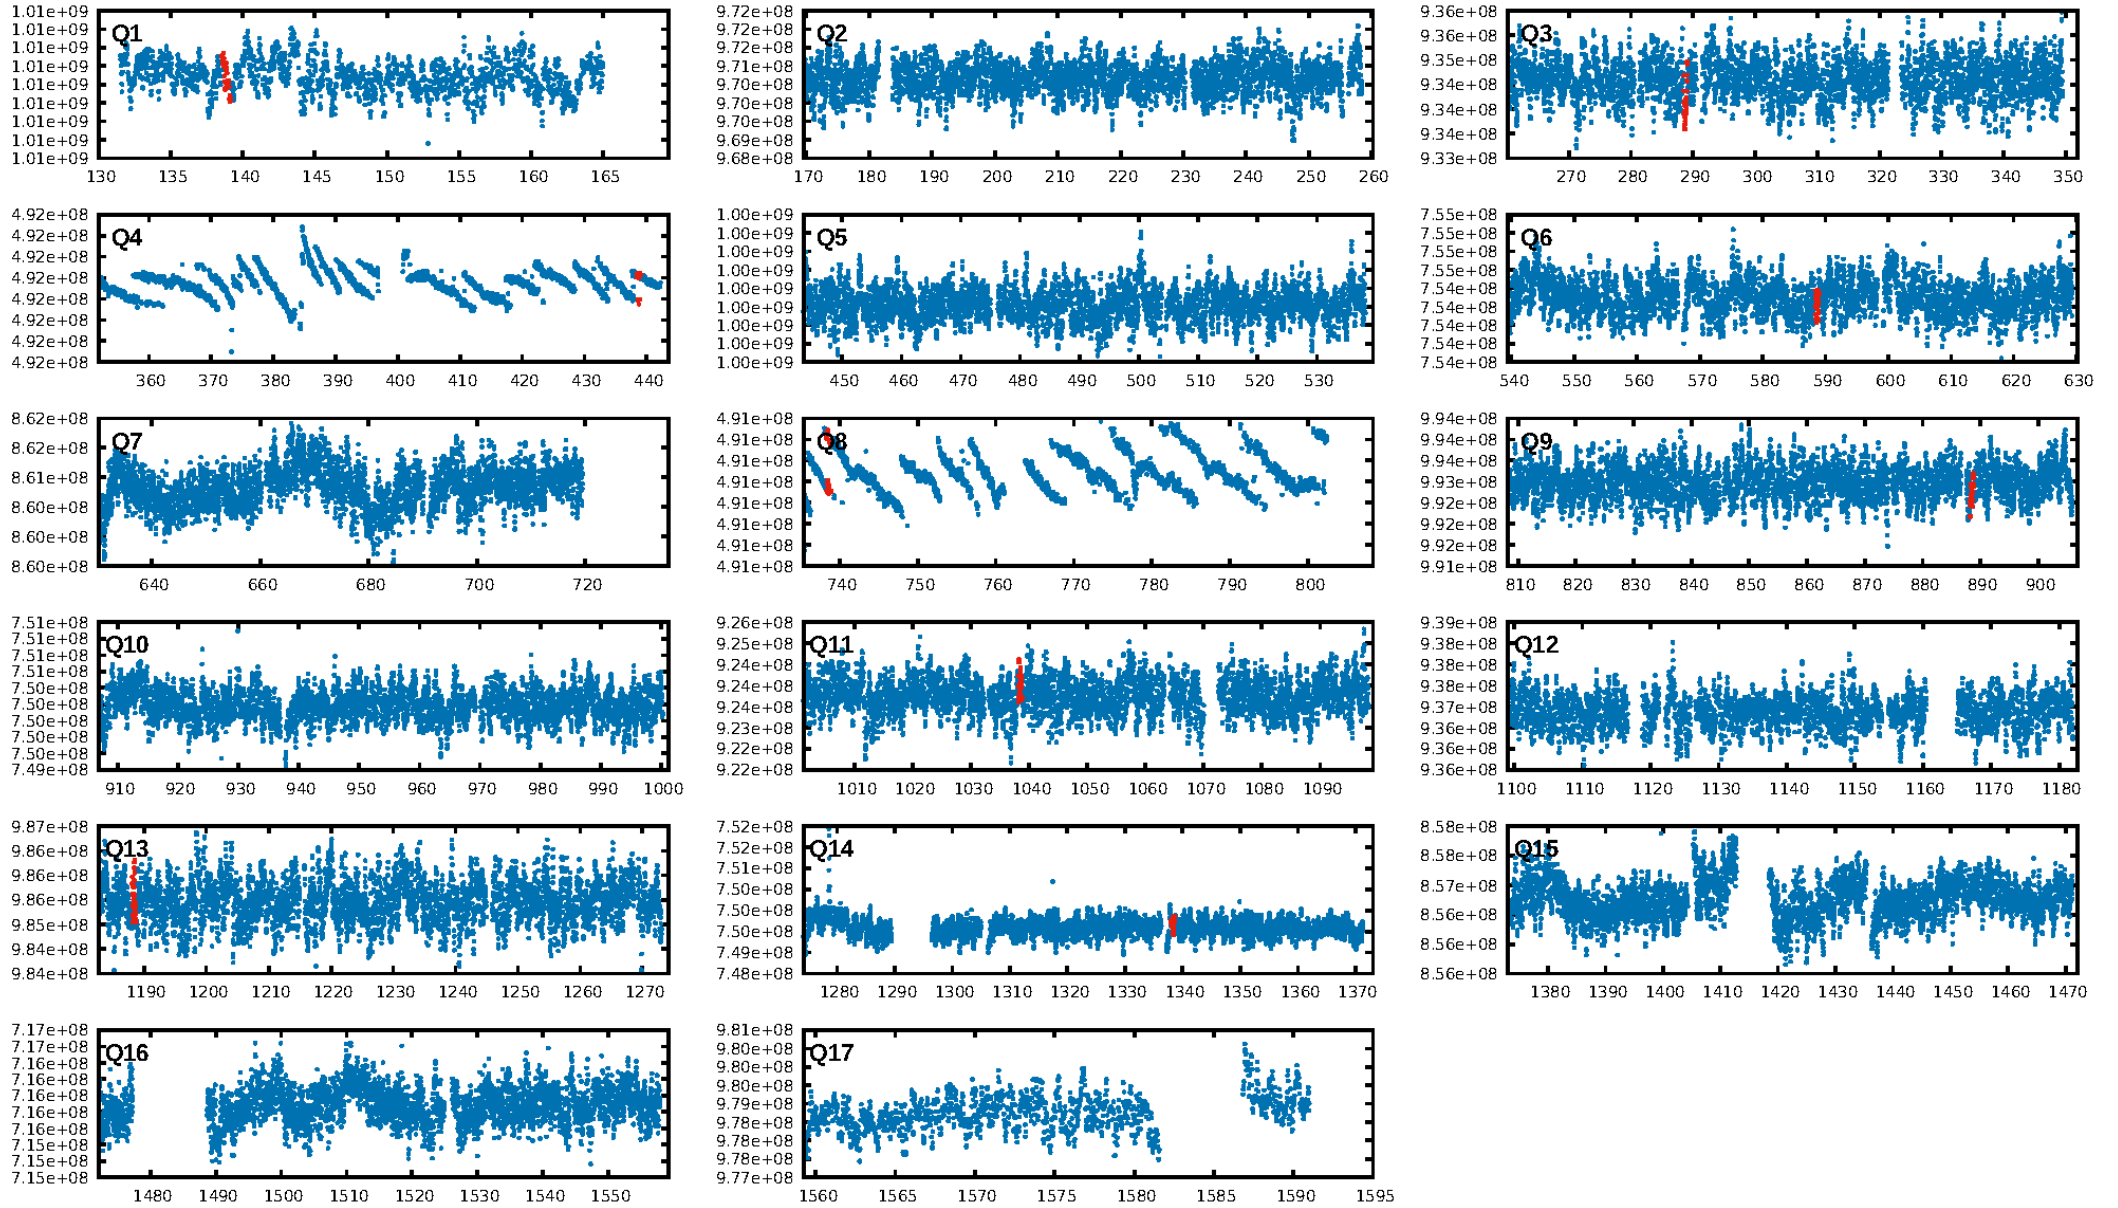 1.01e+09 1.01e+09 1.01e+09 1.01e+09 1.01e+09 1.01e+09 1.01e+09 1.01e+09 1.01e+09
Q1
130 135 140 145 150 155 160 165
9.72e+08 9.72e+08 9.71e+08 9.70e+08 9.70e+08 9.70e+08 9.69e+08 9.68e+08
Q2
170 180 190 200 210 220 230 240 250 260
9.36e+08 9.36e+08 9.35e+08 9.34e+08 9.34e+08 9.34e+08 9.33e+08
Q3
270 280 290 300 310 320 330 340 350
4.92e+08 4.92e+08 4.92e+08 4.92e+08 4.92e+08 4.92e+08 4.92e+08 4.92e+08
Q4
360 370 380 390 400 410 420 430 440
1.00e+09 1.00e+09 1.00e+09 1.00e+09 1.00e+09 1.00e+09 1.00e+09 1.00e+09 1.00e+09
Q5
450 460 470 480 490 500 510 520 530
7.55e+08 7.55e+08 7.55e+08 7.55e+08 7.54e+08 7.54e+08 7.54e+08 7.54e+08 7.54e+08
Q6
540 550 560 570 580 590 600 610 620 630
8.62e+08 8.62e+08 8.61e+08 8.60e+08 8.60e+08 8.60e+08
Q7
640 660 680 700 720
4.91e+08 4.91e+08 4.91e+08 4.91e+08 4.91e+08 4.91e+08 4.91e+08 4.91e+08
Q8
740 750 760 770 780 790 800
9.94e+08 9.94e+08 9.94e+08 9.93e+08 9.92e+08 9.92e+08 9.92e+08 9.91e+08
Q9
810 820 830 840 850 860 870 880 890 900
7.51e+08 7.51e+08 7.51e+08 7.51e+08 7.50e+08 7.50e+08 7.50e+08 7.50e+08 7.50e+08 7.49e+08
Q10
910 920 930 940 950 960 970 980 990 1000
9.26e+08 9.25e+08 9.24e+08 9.24e+08 9.24e+08 9.23e+08 9.22e+08 9.22e+08
Q11
1010 1020 1030 1040 1050 1060 1070 1080 1090
9.39e+08 9.38e+08 9.38e+08 9.38e+08 9.37e+08 9.36e+08 9.36e+08 9.36e+08
Q12
1100 1110 1120 1130 1140 1150 1160 1170 1180
9.87e+08 9.86e+08 9.86e+08 9.86e+08 9.85e+08 9.84e+08 9.84e+08
Q13
1190 1200 1210 1220 1230 1240 1250 1260 1270
7.52e+08 7.52e+08 7.51e+08 7.50e+08 7.50e+08 7.50e+08 7.49e+08 7.48e+08
Q14
1280 1290 1300 1310 1320 1330 1340 1350 1360 1370
8.58e+08 8.58e+08 8.57e+08 8.56e+08 8.56e+08 8.56e+08
Q15
1380 1390 1400 1410 1420 1430 1440 1450 1460 1470
7.17e+08 7.17e+08 7.16e+08 7.16e+08 7.16e+08 7.16e+08 7.16e+08 7.15e+08 7.15e+08 7.15e+08
Q16
1480 1490 1500 1510 1520 1530 1540 1550
9.81e+08 9.80e+08 9.80e+08 9.80e+08 9.79e+08 9.78e+08 9.78e+08 9.78e+08 9.77e+08
Q17
1560 1565 1570 1575 1580 1585 1590 1595